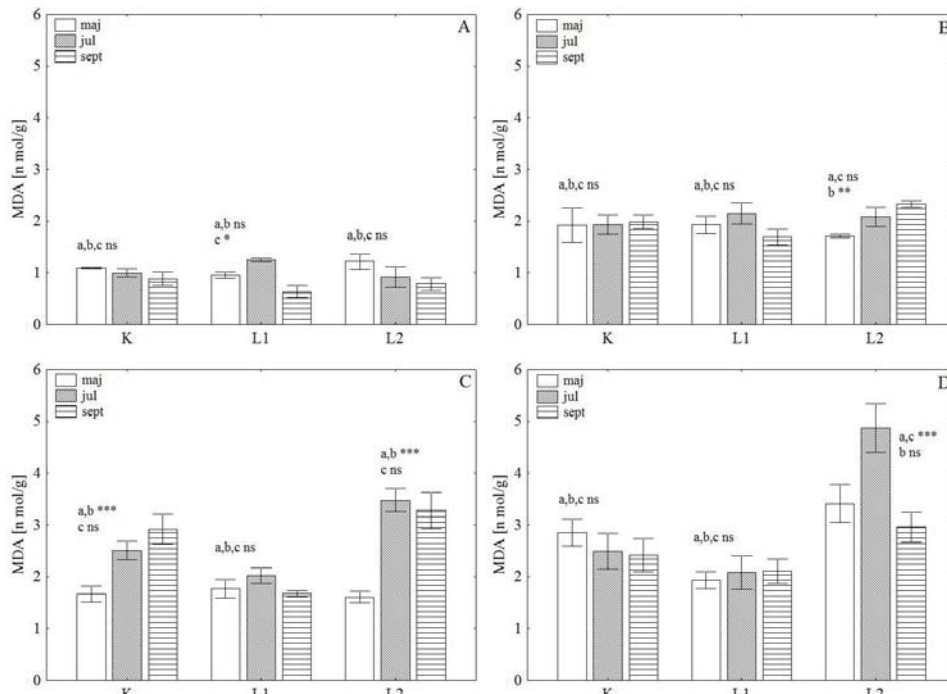 A
maj
jul
sept
6
5
4
3
2
1
0
MDA [n mol/g]
a,b,c ns
a,b ns
c *
a,b,c ns
K L1 L2
B
maj
jul
sept
6
5
4
3
2
1
0
MDA [n mol/g]
a,b,c ns
a,b,c ns
a,c ns
b **
K L1 L2
C
maj
jul
sept
6
5
4
3
2
1
0
MDA [n mol/g]
a,b ***
c ns
a,b,c ns
a,b ***
c ns
K L1 L2
D
maj
jul
sept
6
5
4
3
2
1
0
MDA [n mol/g]
a,b,c ns
a,b,c ns
a,c ***
b ns
K L1 L2